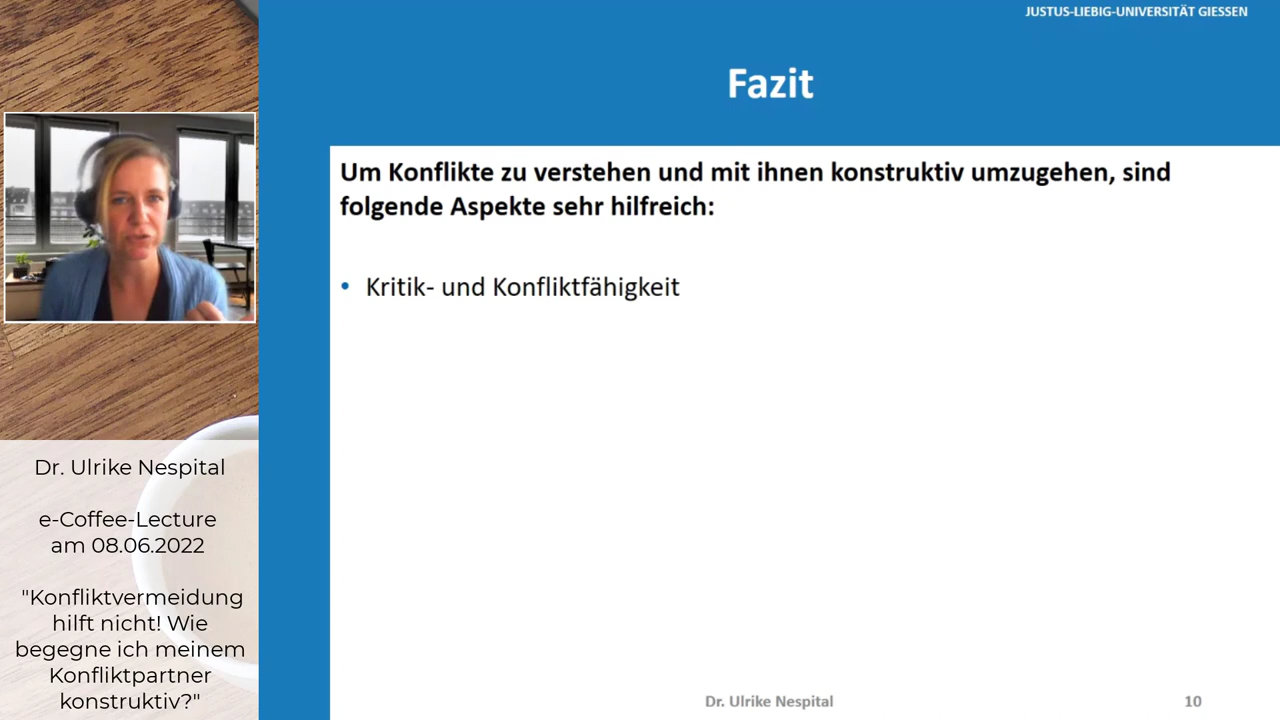 JUSTUS-LIEBIG-UNIVERSITÄT GIESSEN
Fazit
Um Konflikte zu verstehen und mit ihnen konstruktiv umzugehen, sind
folgende Aspekte sehr hilfreich:
• Kritik- und Konfliktfähigkeit
Dr. Ulrike Nespital
10
Dr. Ulrike Nespital
e-Coffee-Lecture
am 08.06.2022
"Konfliktvermeidung
hilft nicht! Wie
begegne ich meinem
Konfliktpartner
konstruktiv?"